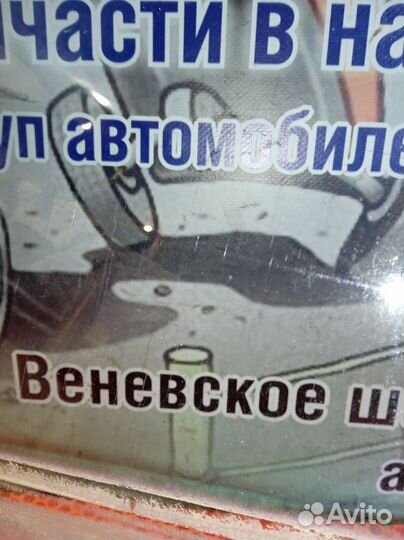 части в на
уп автомобиле
Веневское ш
а
Avito